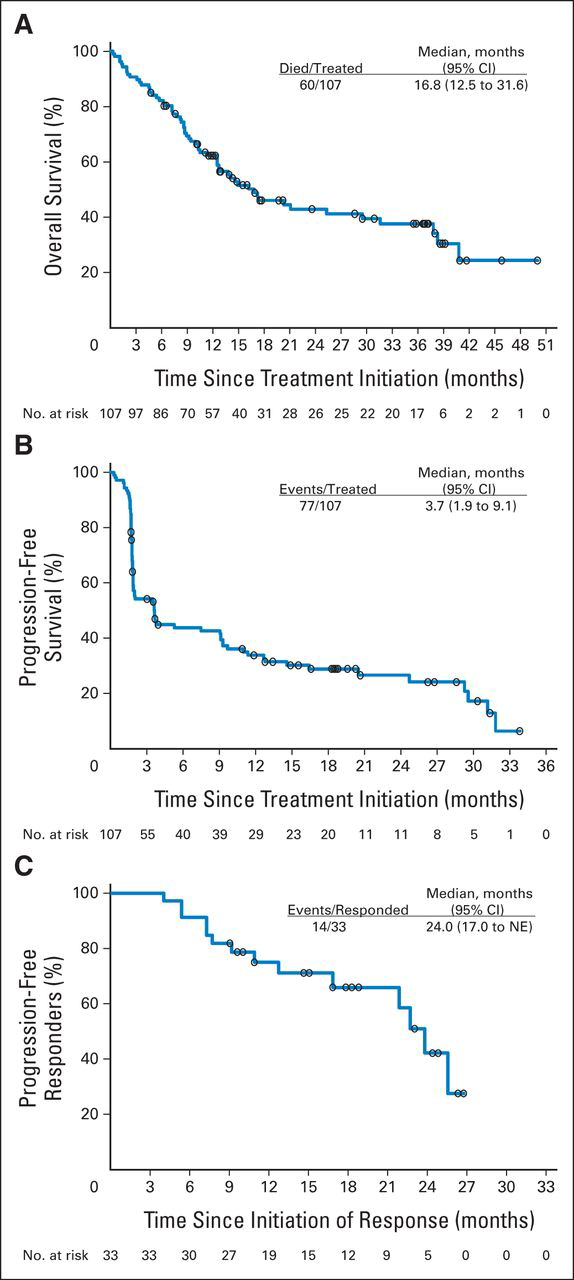 A
Overall Survival (%)
100
80
60
40
20
0
Died/Treated
60/107
Median, months
(95% CI)
16.8 (12.5 to 31.6)
3 6 9 12 15 18 21 24 27 30 33 36 39 42 45 48 51
Time Since Treatment Initiation (months)
No. at risk 107 97 86 70 57 40 31 28 26 25 22 20 17 6 2 2 1 0
B
Progression-Free
Survival (%)
100
80
60
40
20
0
Events/Treated
77/107
Median, months
(95% CI)
3.7 (1.9 to 9.1)
3 6 9 12 15 18 21 24 27 30 33 36
Time Since Treatment Initiation (months)
No. at risk 107 55 40 39 29 23 20 11 11 8 5 1 0
C
Progression-Free
Responders (%)
100
80
60
40
20
0
Events/Responded
14/33
Median, months
(95% CI)
24.0 (17.0 to NE)
3 6 9 12 15 18 21 24 27 30 33
Time Since Initiation of Response (months)
No. at risk 33 33 30 27 19 15 12 9 5 0 0 0